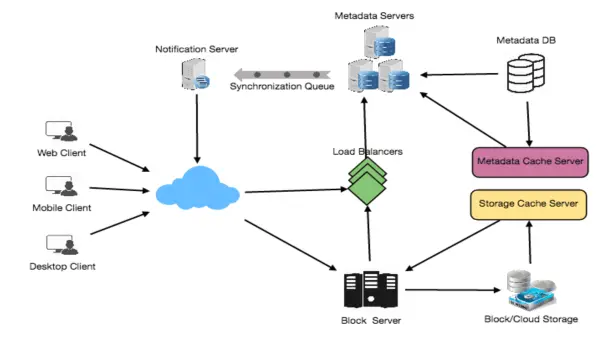 Metadata Servers
Notification Server
Metadata DB
Synchronization Queue
Web Client
Load Balancers
Metadata Cache Server
Mobile Client
Storage Cache Server
Desktop Client
Block Server
Block/Cloud Storage